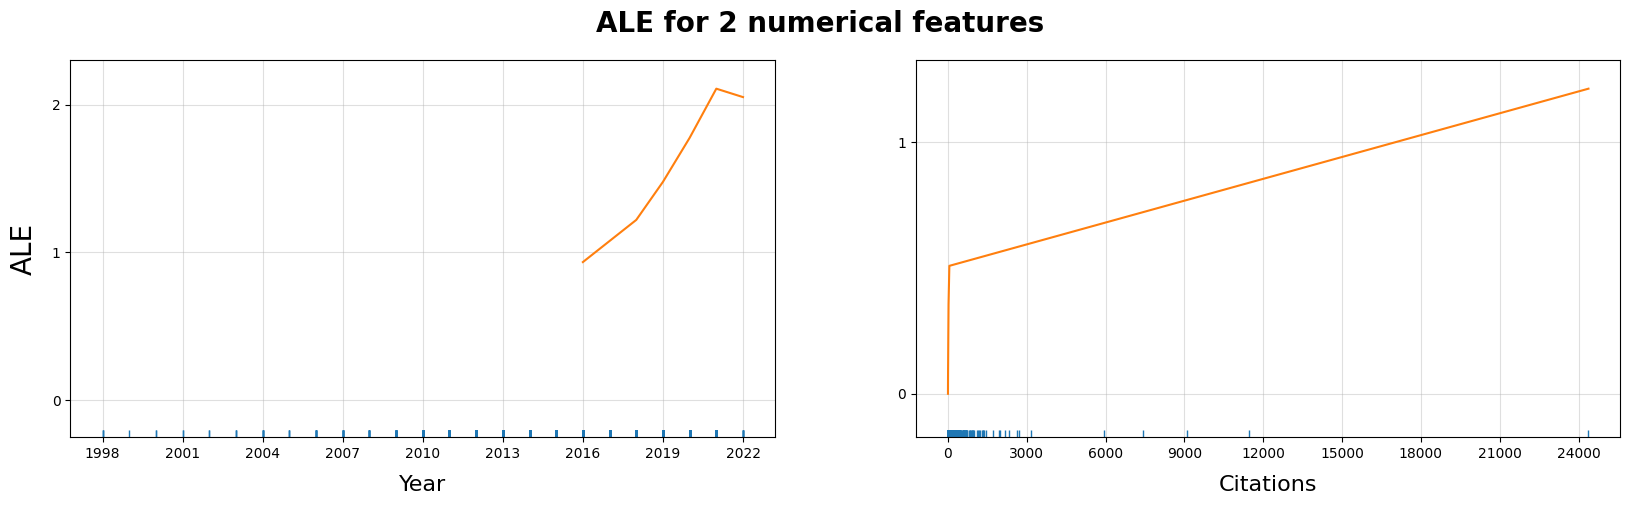 ALE for 2 numerical features
ALE
2
1
0
1998 2001 2004 2007 2010 2013 2016 2019 2022
Year
1
0
0 3000 6000 9000 12000 15000 18000 21000 24000
Citations